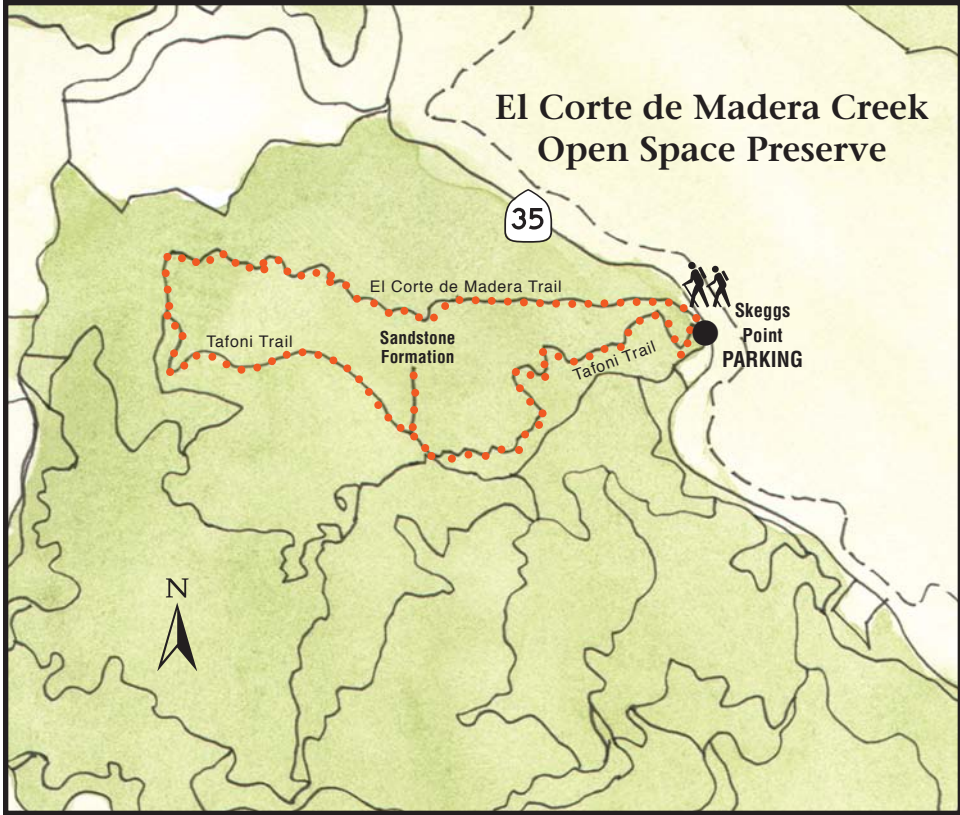 El Corte de Madera Creek
Open Space Preserve
35
El Corte de Madera Trail
Skeggs
Point
PARKING
Sandstone
Formation
Tafoni Trail
Tafoni Trail
N